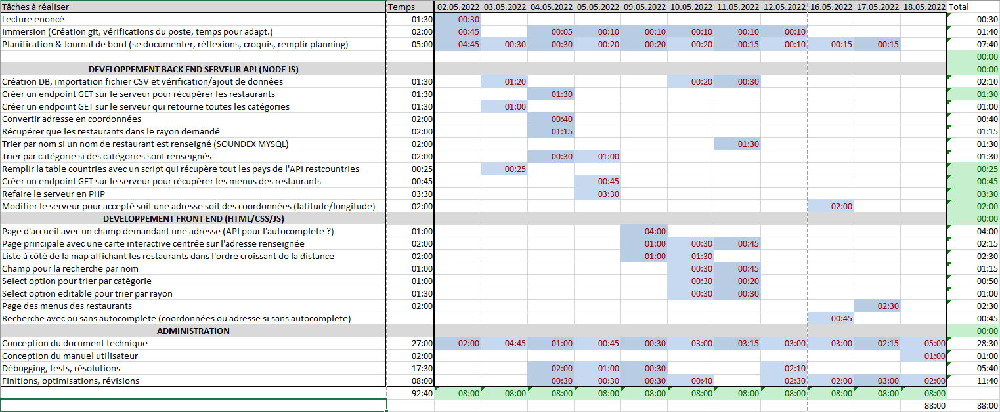 Tâches à réaliser Temps 02.05.2022 03.05.2022 04.05.2022 05.05.2022 09.05.2022 10.05.2022 11.05.2022 12.05.2022 16.05.2022 17.05.2022 18.05.2022 Total
Lecture enoncé 01:30 00:30 00:30
Immersion (Création git, vérifications du poste, temps pour adapt.) 02:00 00:45 00:05 00:10 00:10 00:10 00:10 00:10 01:40
Planification & Journal de bord (se documenter, réflexions, croquis, remplir planning) 05:00 04:45 00:30 00:30 00:20 00:20 00:20 00:15 00:10 00:15 00:15 07:40
00:00
DEVELOPPEMENT BACK END SERVEUR API (NODE JS) 00:00
Création DB, importation fichier CSV et vérification/ajout de données 01:30 01:20 00:20 00:30 02:10
Créer un endpoint GET sur le serveur pour récupérer les restaurants 01:30 01:30 01:30
Créer un endpoint GET sur le serveur qui retourne toutes les catégories 01:30 01:00 01:00
Convertir adresse en coordonnées 02:00 00:40 00:40
Récupérer que les restaurants dans le rayon demandé 02:00 01:15 01:15
Trier par nom si un nom de restaurant est renseigné (SOUNDEX MYSQL) 02:00 01:30 01:30
Trier par catégorie si des catégories sont renseignés 02:00 00:30 01:00 01:30
Remplir la table countries avec un script qui récupère tout les pays de l'API restcountries 00:25 00:25 00:25
Créer un endpoint GET sur le serveur pour récupérer les menus des restaurants 00:45 00:45 00:45
Refaire le serveur en PHP 03:30 03:30 03:30
Modifier le serveur pour accepté soit une adresse soit des coordonnées (latitude/longitude) 02:00 02:00 02:00
DEVELOPPEMENT FRONT END (HTML/CSS/JS) 00:00
Page d'accueil avec un champ demandant une adresse (API pour l'autocomplete ?) 01:00 04:00 04:00
Page principale avec une carte interactive centrée sur l'adresse renseignée 02:00 01:00 00:30 00:45 02:15
Liste à côté de la map affichant les restaurants dans l'ordre croissant de la distance 02:00 01:00 01:30 02:30
Champ pour la recherche par nom 01:00 00:30 00:45 01:15
Select option pour trier par catégorie 01:00 00:30 00:20 00:50
Select option editable pour trier par rayon 01:30 00:30 00:30 01:00
Page des menus des restaurants 02:00 02:30 02:30
Recherche avec ou sans autocomplete (coordonnées ou adresse si sans autocomplete) 00:45 00:45
ADMINISTRATION 00:00
Conception du document technique 27:00 02:00 04:45 01:00 00:45 00:30 03:00 03:15 03:00 03:00 02:15 05:00 28:30
Conception du manuel utilisateur 02:00 01:00 01:00
Débugging, tests, résolutions 17:30 02:00 01:00 00:30 02:10 05:40
Finitions, optimisations, révisions 08:00 00:30 00:30 00:30 00:40 02:30 02:00 03:00 02:00 11:40
92:40 08:00 08:00 08:00 08:00 08:00 08:00 08:00 08:00 08:00 08:00 08:00
88:00 88:00